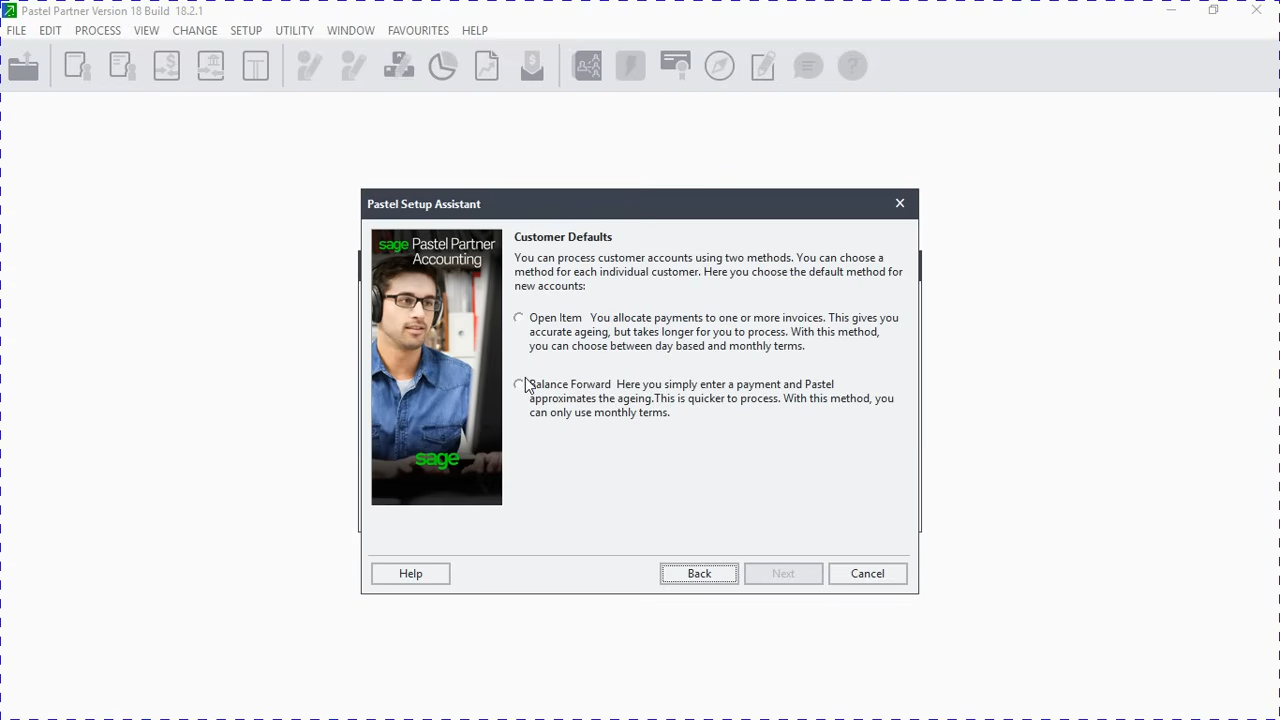 Pastel Partner Version 18 Build  18.2.1
FILE EDIT PROCESS VIEW CHANGE SETUP UTILITY WINDOW FAVOURITES HELP
Pastel Setup Assistant
sage Pastel Partner
Accounting
sage
Customer Defaults
You can process customer accounts using two methods. You can choose a
method for each individual customer. Here you choose the default method for
new accounts:
Open Item   You allocate payments to one or more invoices. This gives you
accurate ageing, but takes longer for you to process. With this method,
you can choose between day based and monthly terms.
Balance Forward  Here you simply enter a payment and Pastel
approximates the ageing.This is quicker to process. With this method, you
can only use monthly terms.
Help Back Next Cancel